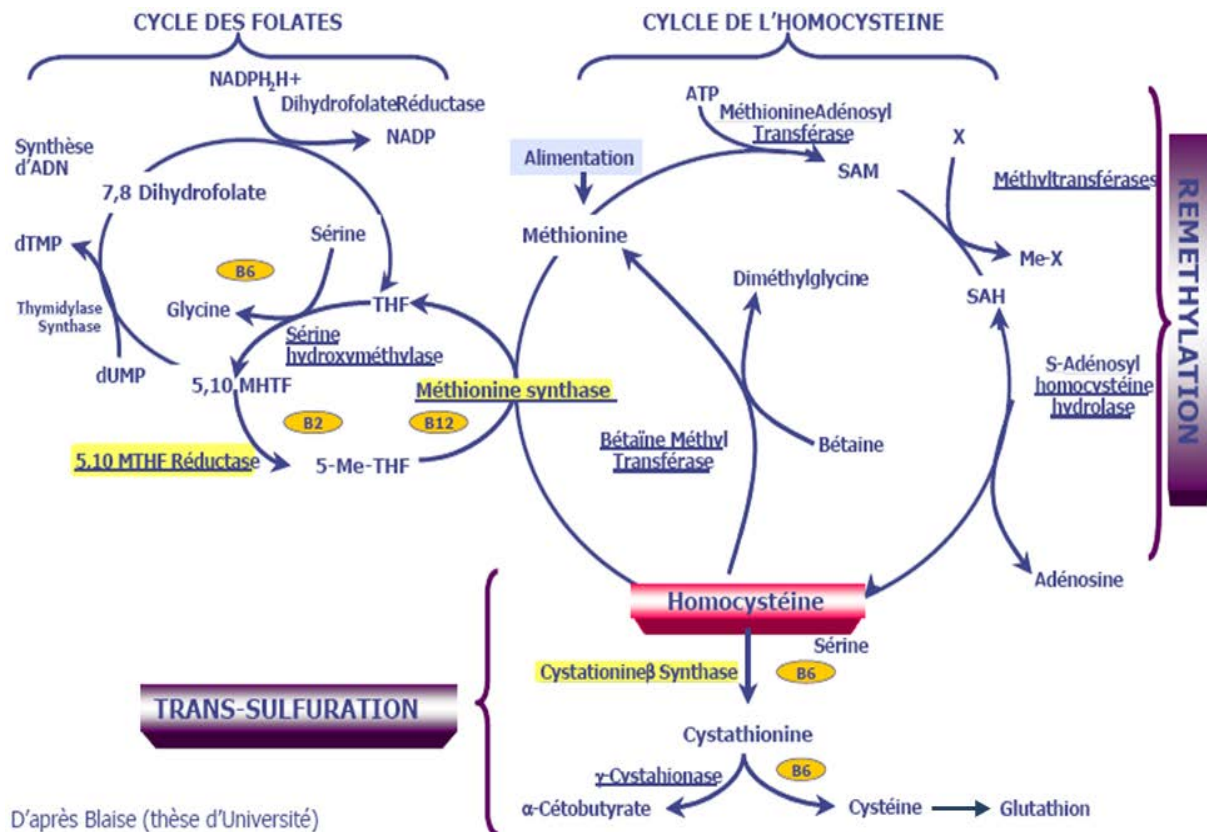 CYCLE DES FOLATES
CYLCLE DE L'HOMOCYSTEINE
NADPH₂H+
DihydrofolateRéductase
NADP
Synthèse
d'ADN
7,8 Dihydrofolate
dTMP
Thymidylase
Synthase
dUMP
B6
Sérine
Glycine
THF
Sérine
hydroxyméthylase
5,10 MHTF
B2
B12
5,10 MTHF Réductase
5-Me-THF
Méthionine synthase
ATP
MéthionineAdénosyl
Transférase
Alimentation
Méthionine
SAM
X
Méthyltransférases
Me-X
SAH
Diméthylglycine
Bétaïne Méthyl
Transférase
Bétaine
S-Adénosyl
homocystéine
hydrolase
Adénosine
REMETHYLATION
Homocystéine
Sérine
Cystationineβ Synthase
B6
TRANS-SULFURATION
Cystathionine
γ-Cystahionase
B6
α-Cétobutyrate
Cystéine
Glutathion
D'après Blaise (thèse d'Université)